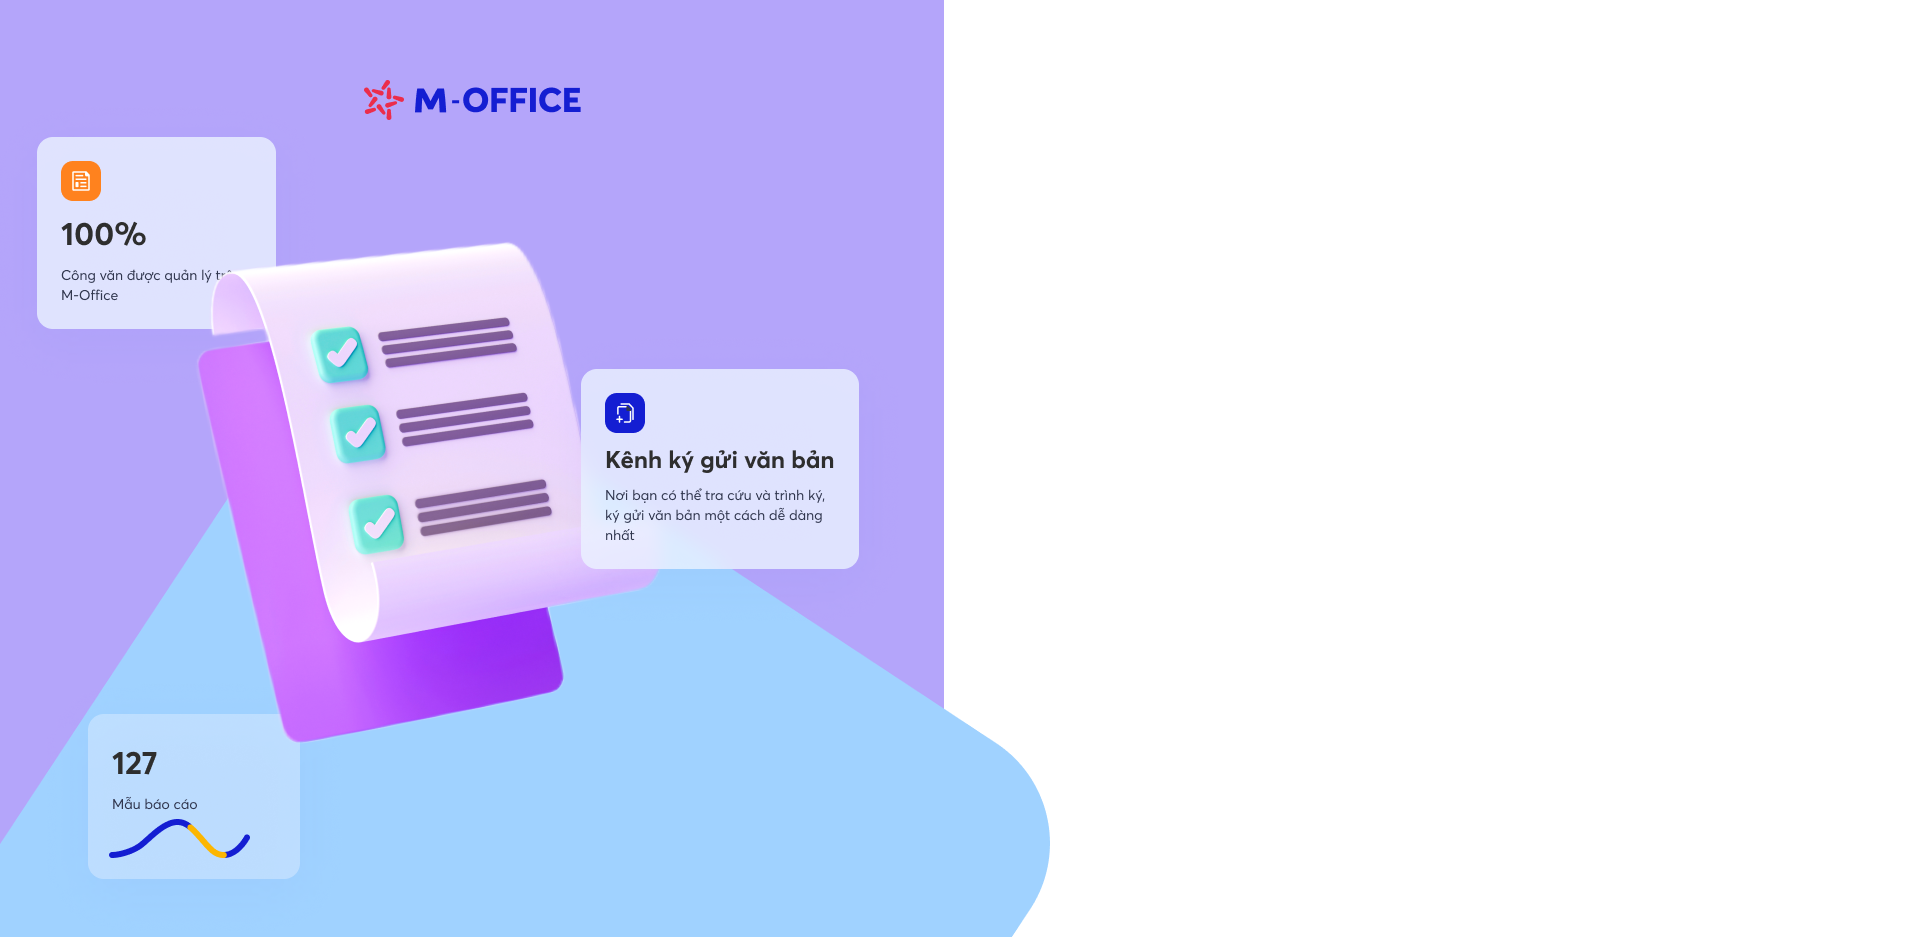 M-OFFICE
100%
Công văn được quản lý
M-Office
Kênh ký gửi văn bản
Nơi bạn có thể tra cứu và trình ký,
ký gửi văn bản một cách dễ dàng
nhất
127
Mẫu báo cáo